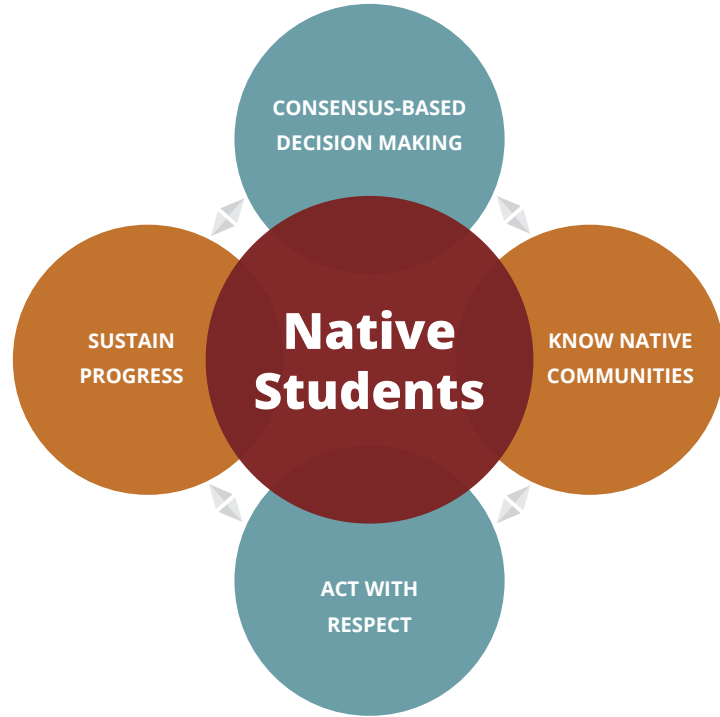 CONSENSUS-BASED
DECISION MAKING
SUSTAIN
PROGRESS
Native
Students
KNOW NATIVE
COMMUNITIES
ACT WITH
RESPECT